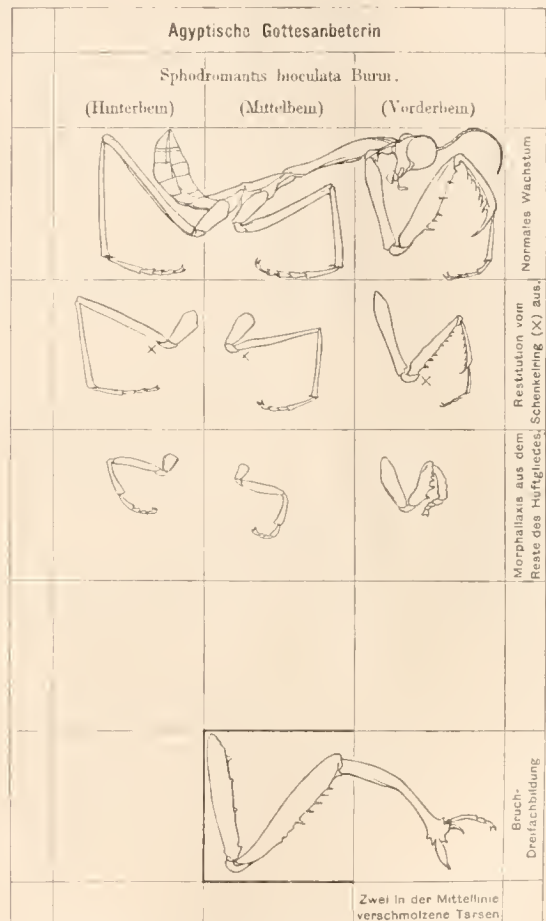 Ägyptische Gottesanbeterin
Sphodromantis bioculata Burm.
(Hinterbein) (Mittelbein) (Vorderbein)
Normales Wachstum
Restitution vom
Schenkelring (X) aus.
Morphallaxis aus dem
Reste des Hüftgliedes.
Bruch-
Dreifachbildung
Zwei in der Mittellinie
verschmolzene Tarsen